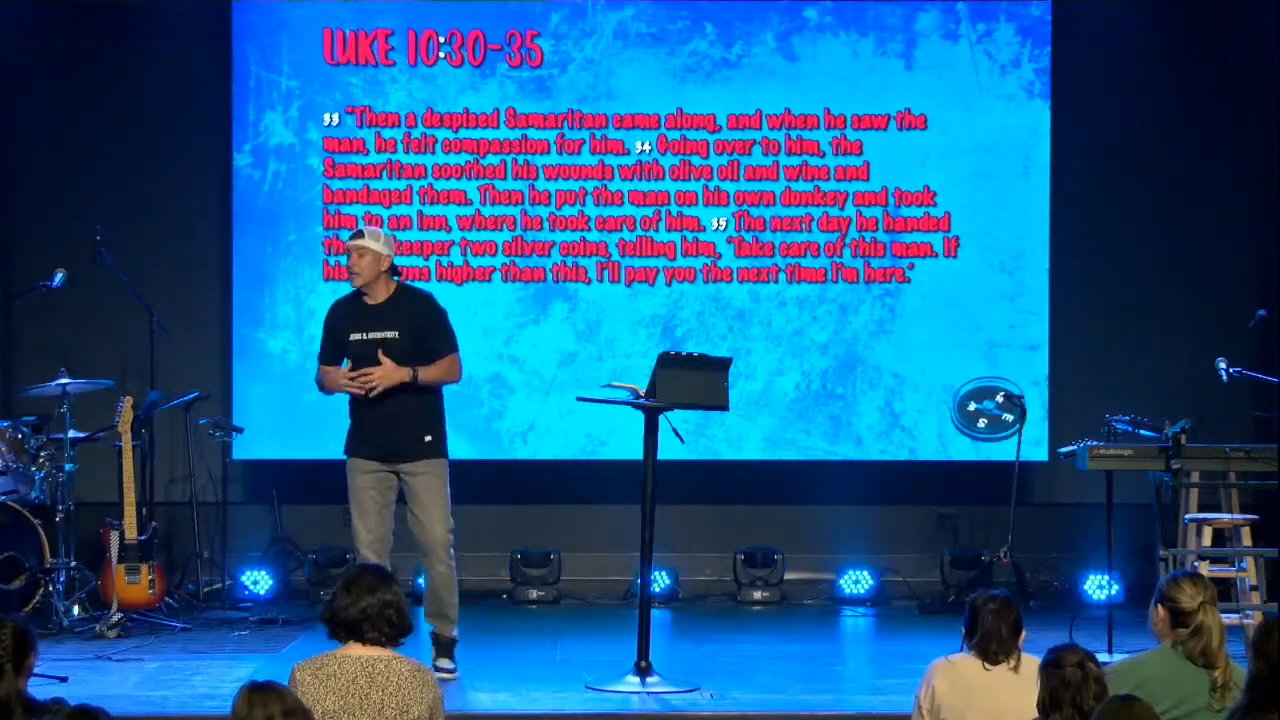 LUKE 10:30-35
33 "Then a despised Samaritan came along, and when he saw the
man, he felt compassion for him. 34 Going over to him, the
Samaritan soothed his wounds with olive oil and wine and
bandaged them. Then he put the man on his own donkey and took
him to an inn, where he took care of him. 35 The next day he handed
keeper two silver coins, telling him, 'Take care of this man. If
his higher than this, I'll pay you the next time I'm here.'
JESUS &. AUTHENTICITY.
studiologic
E
S